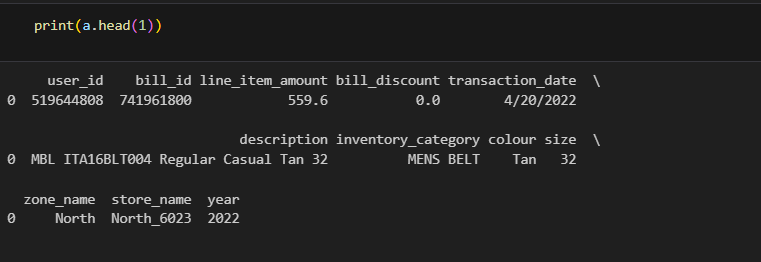 print(a.head(1))
user_id bill_id line_item_amount bill_discount transaction_date \
0 519644808 741961800 559.6 0.0 4/20/2022
description inventory_category colour size \
0 MBL ITA16BLT004 Regular Casual Tan 32 MENS BELT Tan 32
zone_name store_name year
0 North North_6023 2022